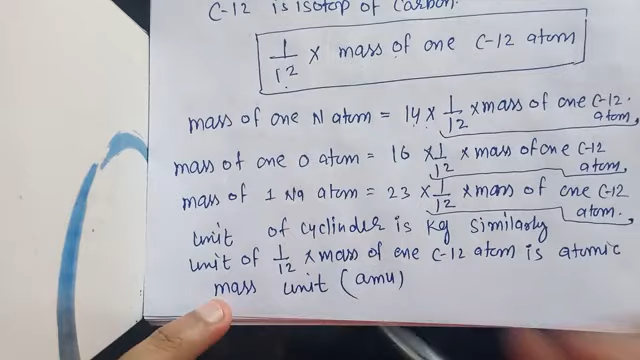 C-12 is isotop of Carbon.
1/12 × mass of one C-12 atom
mass of one N atom = 14 × 1/12 × mass of one C-12 atom,
mass of one O atom = 16 × 1/12 × mass of one C-12 atom,
mass of 1 Na atom = 23 × 1/12 × mass of one C-12 atom.,
unit of cylinder is Kg similarly
unit of 1/12 × mass of one C-12 atom is atomic
mass unit (amu)